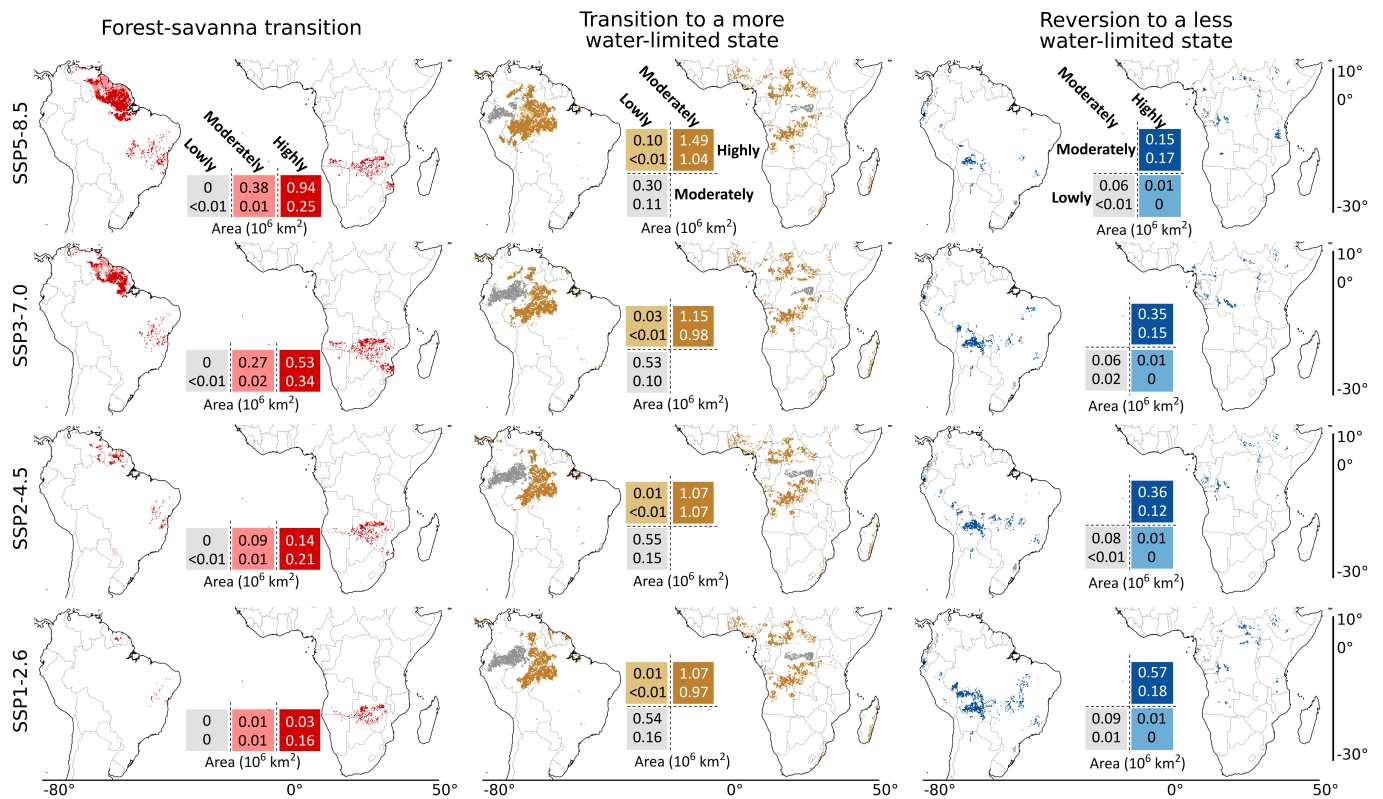 Forest-savanna transition
Transition to a more
water-limited state
Reversion to a less
water-limited state
SSP5-8.5
Lowly
Moderately
Highly
0 0.38 0.94
<0.01 0.01 0.25
Area (10⁶ km²)
Lowly
Moderately
0.10 1.49 Highly
<0.01 1.04
0.30 Moderately
0.11
Area (10⁶ km²)
Moderately
Highly
Moderately 0.15
0.17
Lowly 0.06 0.01
<0.01 0
Area (10⁶ km²)
10°
0°
-30°
SSP3-7.0
0 0.27 0.53
<0.01 0.02 0.34
Area (10⁶ km²)
0.03 1.15
<0.01 0.98
0.53
0.10
Area (10⁶ km²)
0.35
0.15
0.06 0.01
0.02 0
Area (10⁶ km²)
10°
0°
-30°
SSP2-4.5
0 0.09 0.14
<0.01 0.01 0.21
Area (10⁶ km²)
0.01 1.07
<0.01 1.07
0.55
0.15
Area (10⁶ km²)
0.36
0.12
0.08 0.01
<0.01 0
Area (10⁶ km²)
10°
0°
-30°
SSP1-2.6
0 0.01 0.03
0 0.01 0.16
Area (10⁶ km²)
0.01 1.07
<0.01 0.97
0.54
0.16
Area (10⁶ km²)
0.57
0.18
0.09 0.01
0.01 0
Area (10⁶ km²)
10°
0°
-30°
-80° 0° 50°
-80° 0° 50°
-80° 0° 50°